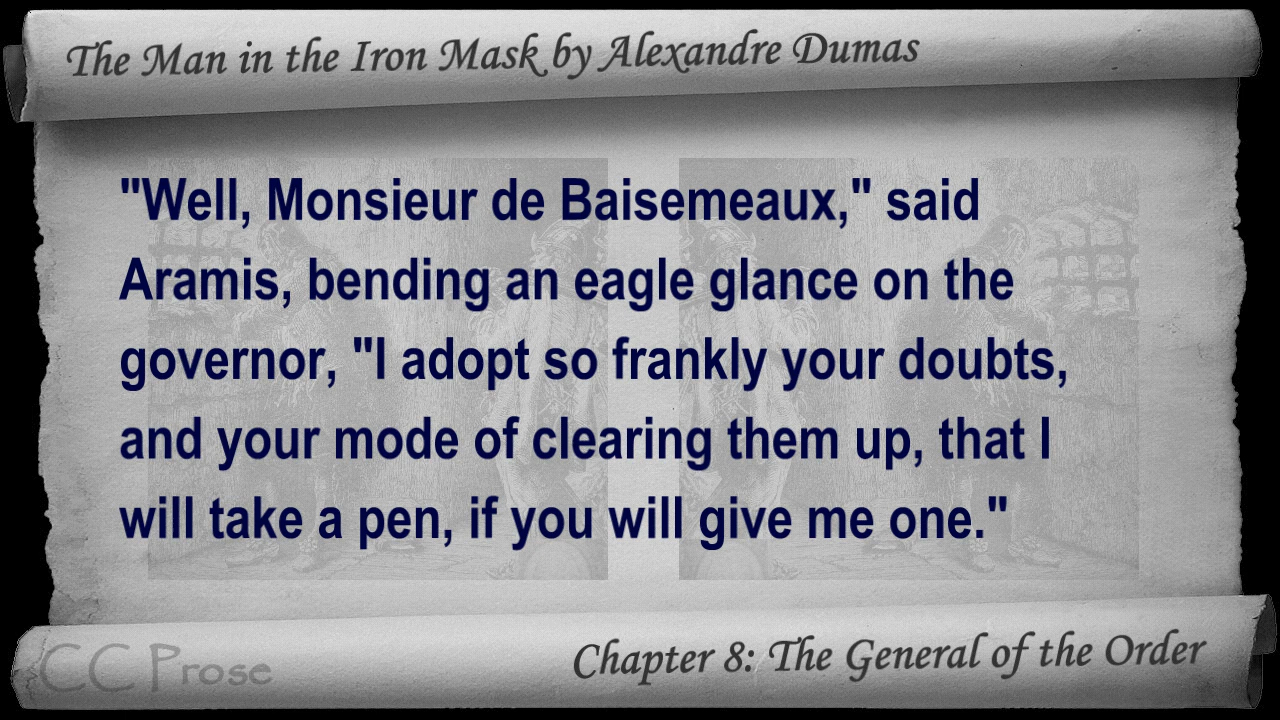 The Man in the Iron Mask by Alexandre Dumas
"Well, Monsieur de Baisemeaux," said
Aramis, bending an eagle glance on the
governor, "I adopt so frankly your doubts,
and your mode of clearing them up, that I
will take a pen, if you will give me one."
CC Prose
Chapter 8: The General of the Order